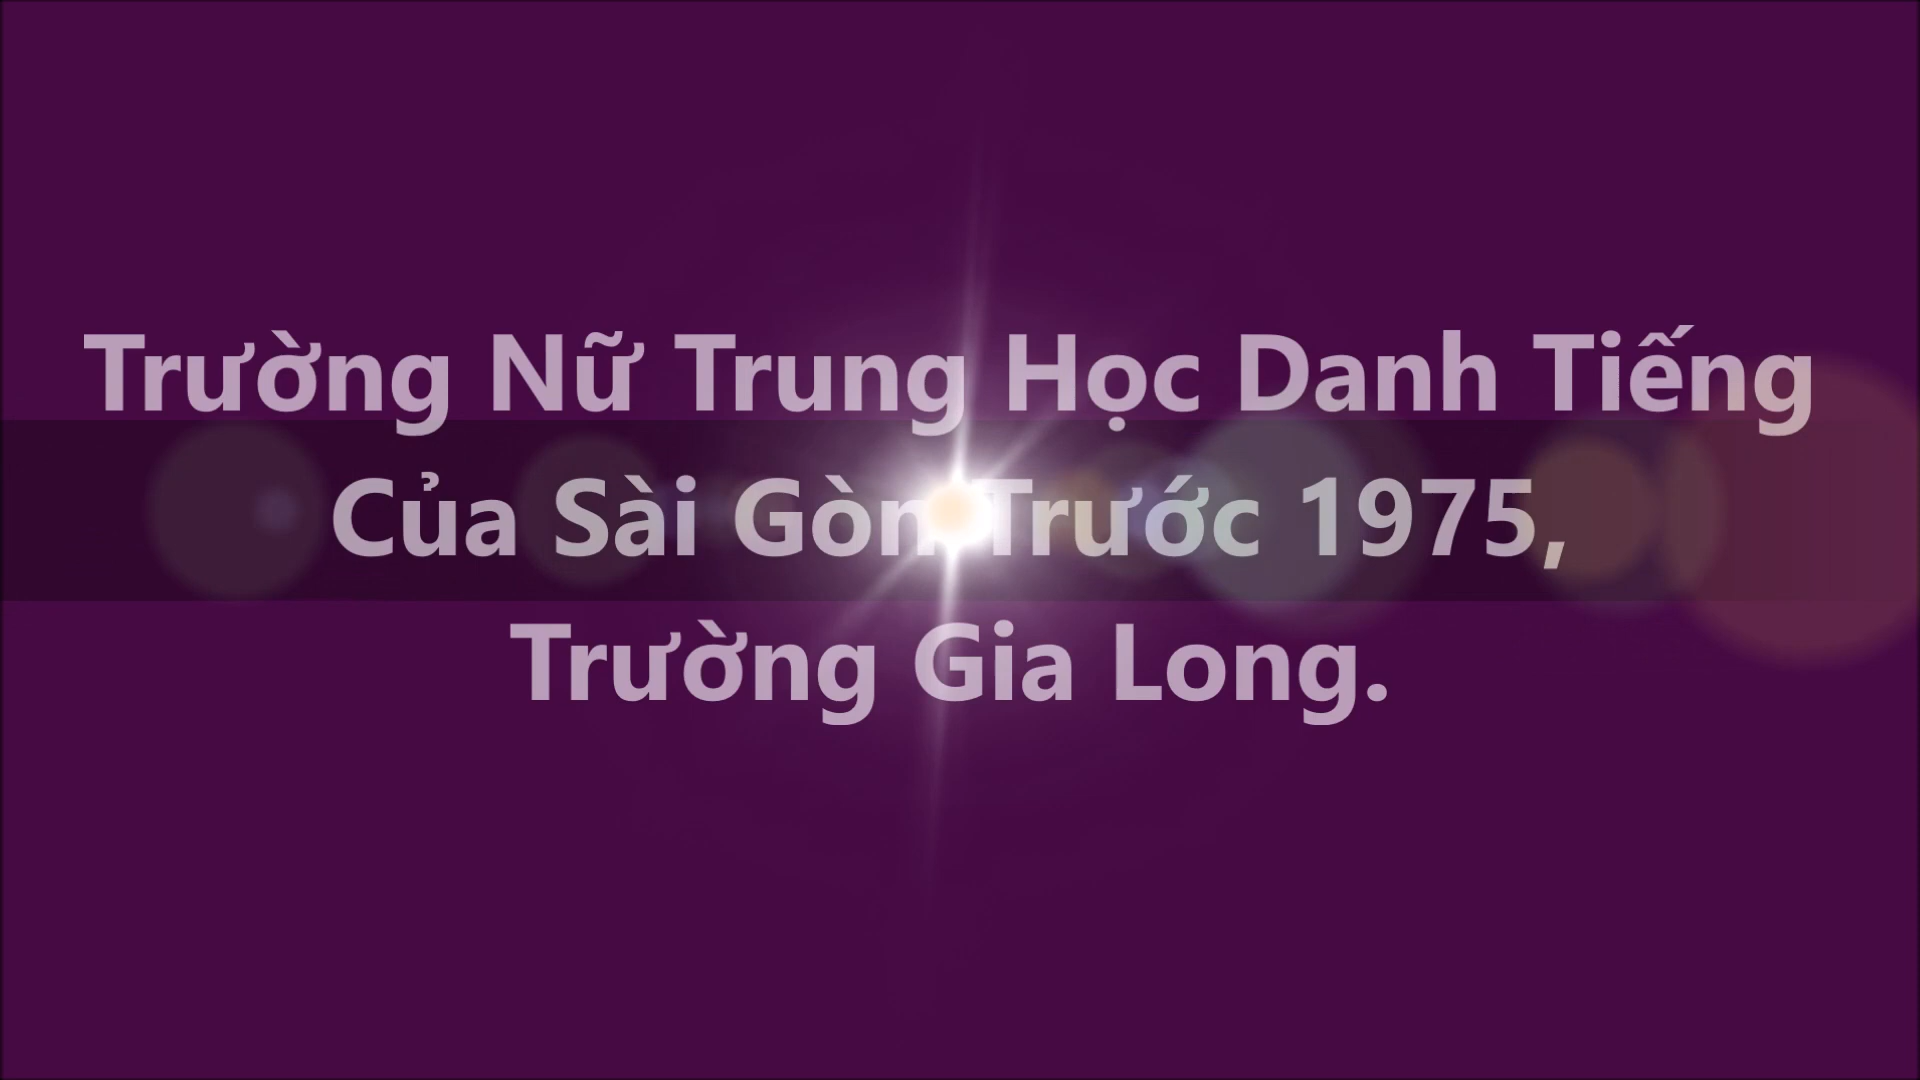 Trường Nữ Trung Học Danh Tiếng
Của Sài Gòn Trước 1975,
Trường Gia Long.